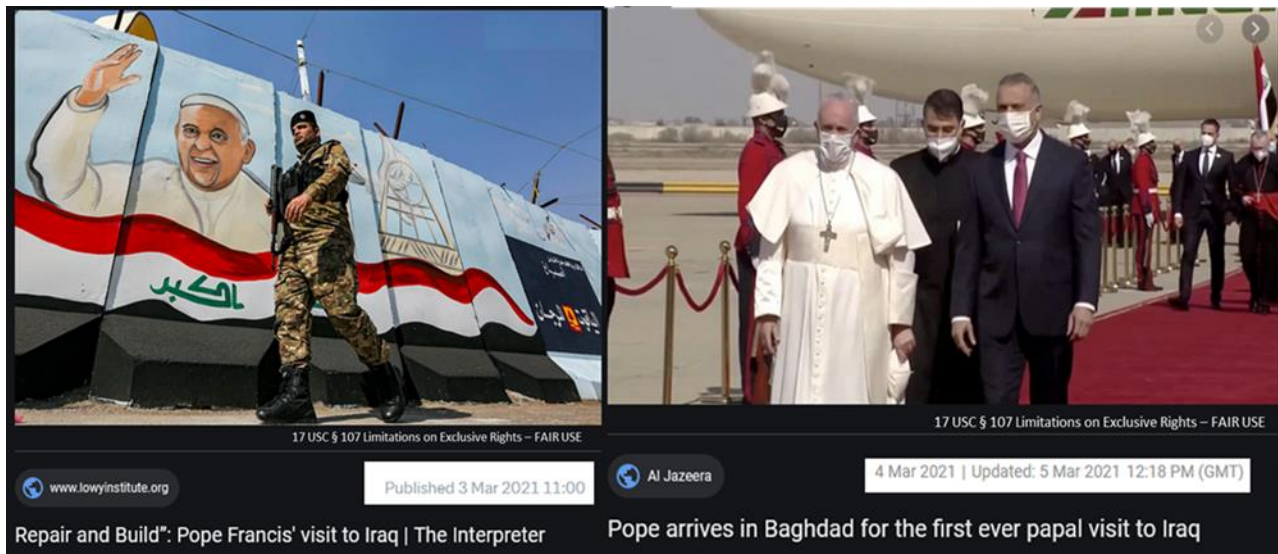 اكبر
17 USC § 107 Limitations on Exclusive Rights – FAIR USE
www.lowyinstitute.org
Published 3 Mar 2021 11:00
Repair and Build”: Pope Francis' visit to Iraq | The Interpreter
17 USC § 107 Limitations on Exclusive Rights – FAIR USE
Al Jazeera
4 Mar 2021 | Updated: 5 Mar 2021 12:18 PM (GMT)
Pope arrives in Baghdad for the first ever papal visit to Iraq